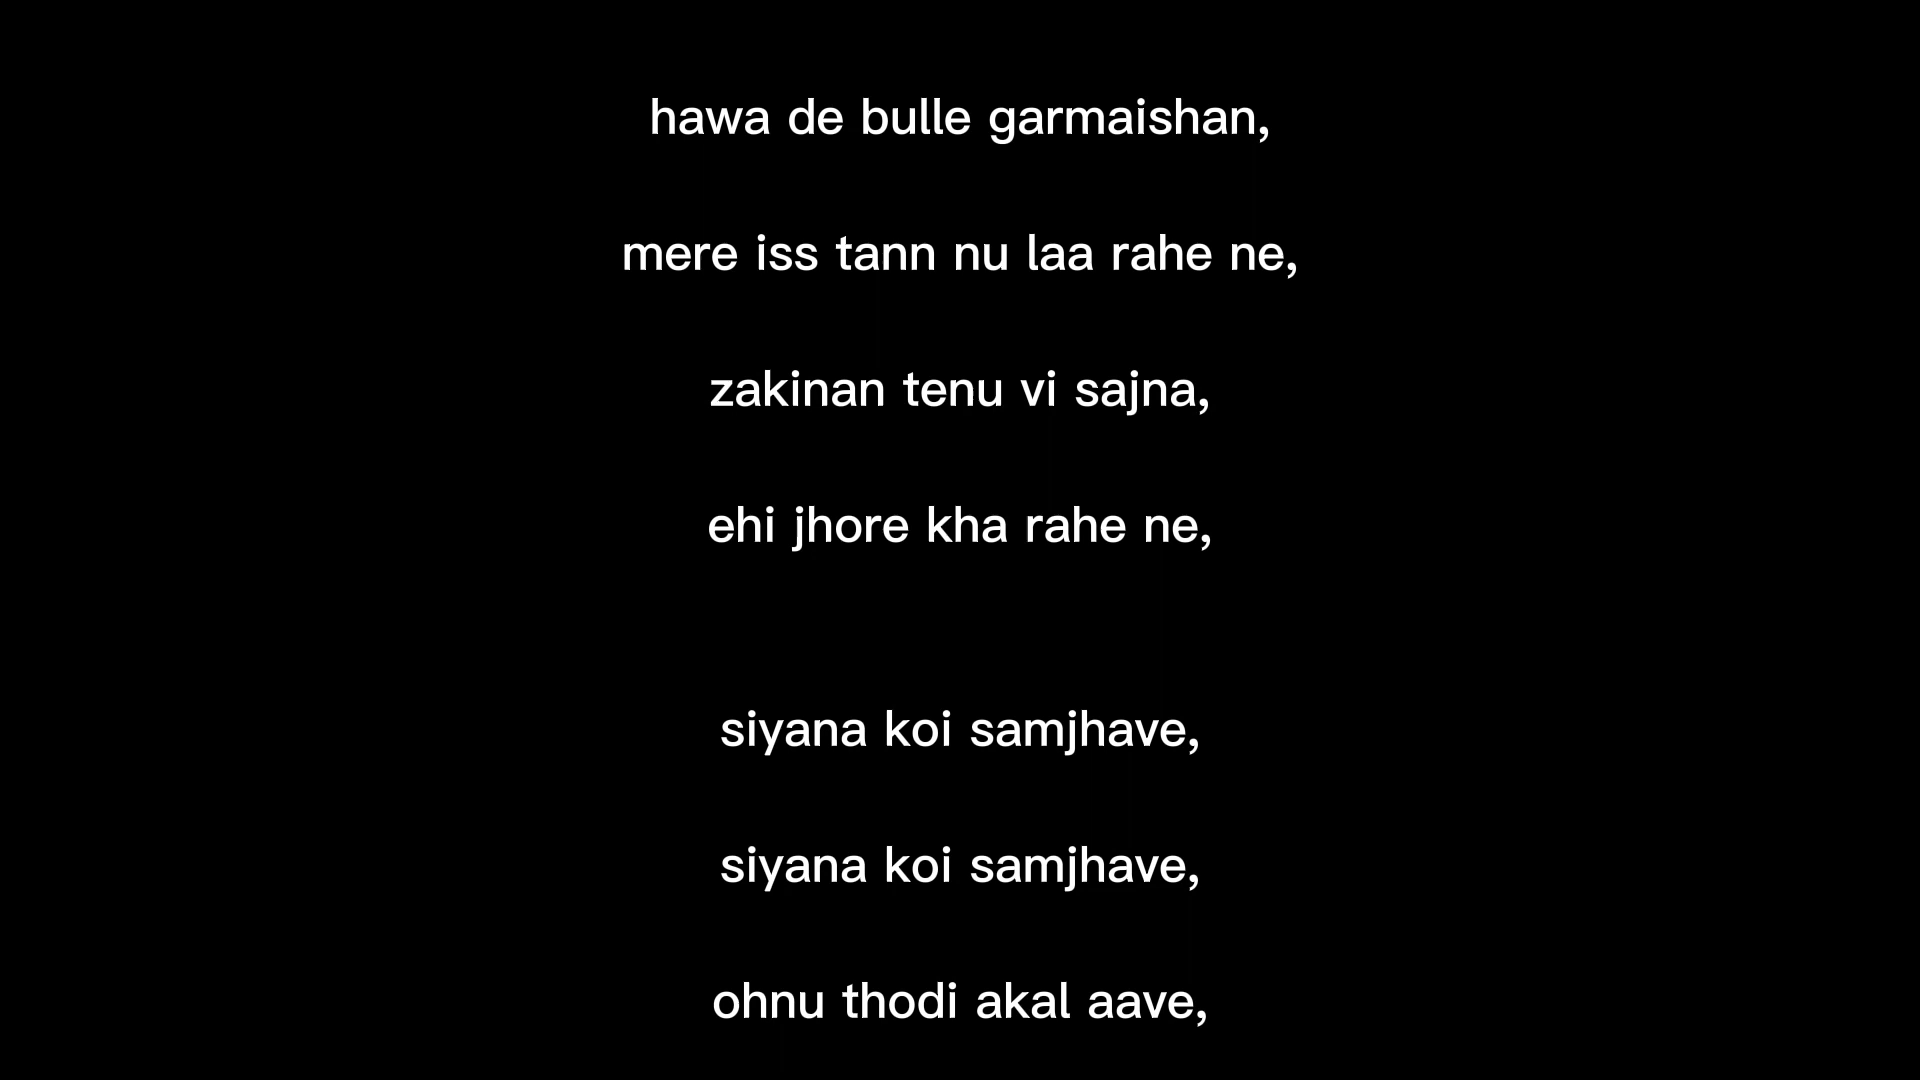 hawa de bulle garmaishan,
mere iss tann nu laa rahe ne,
zakinan tenu vi sajna,
ehi jhore kha rahe ne,
siyana koi samjhave,
siyana koi samjhave,
ohnu thodi akal aave,